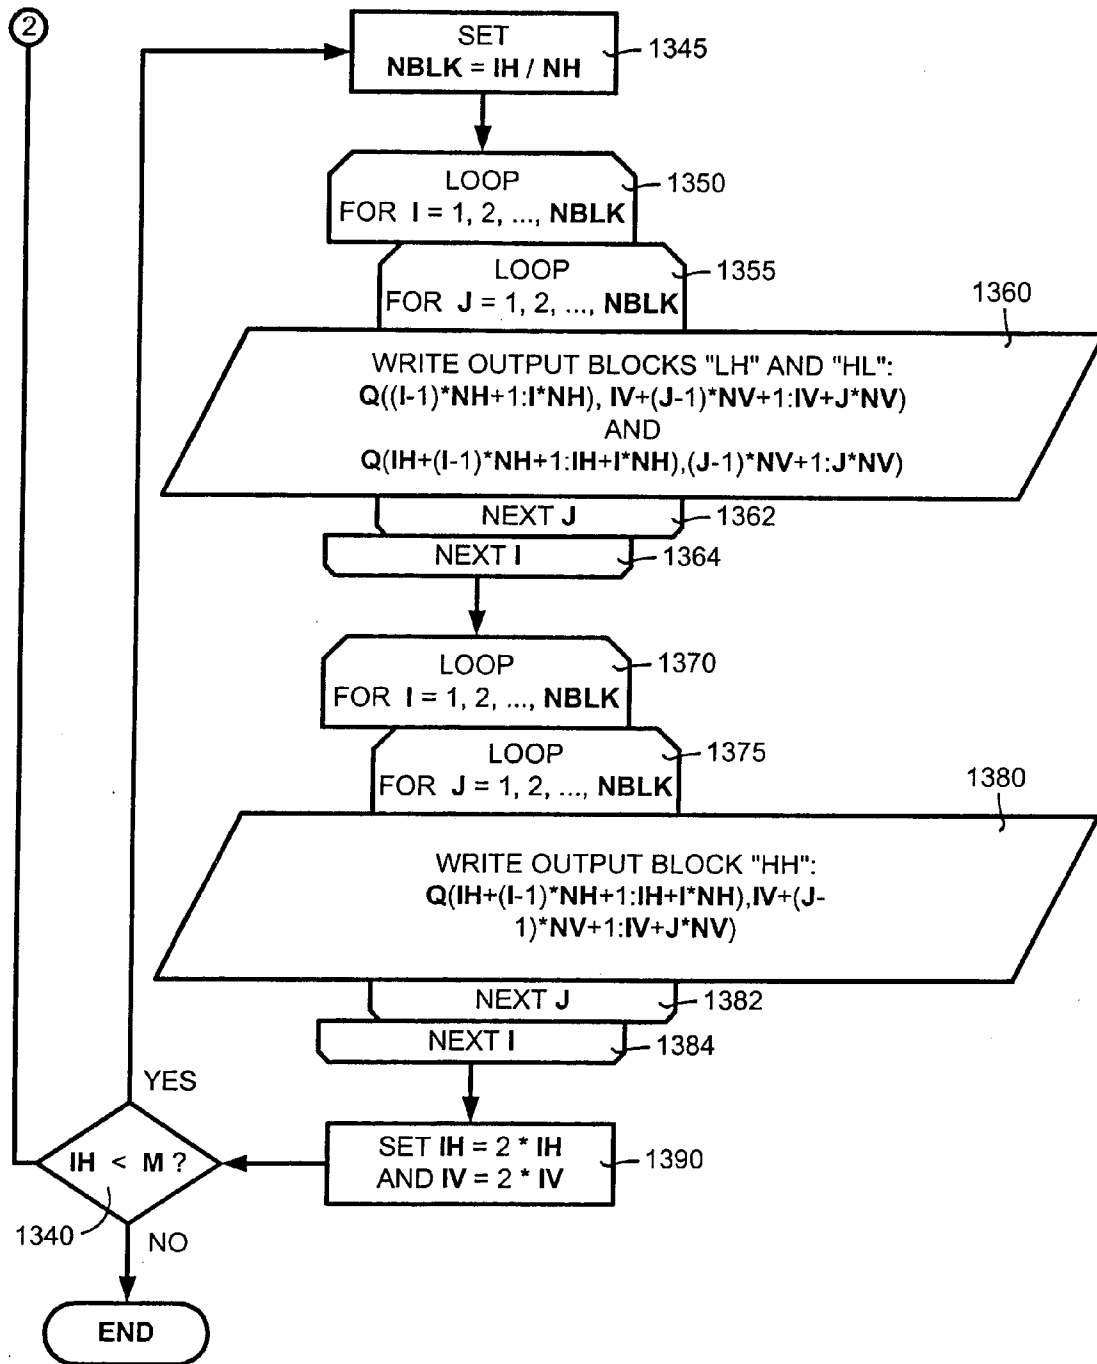 2
SET
NBLK = IH / NH
1345
LOOP
FOR I = 1, 2, ..., NBLK
1350
LOOP
FOR J = 1, 2, ..., NBLK
1355
1360
WRITE OUTPUT BLOCKS "LH" AND "HL":
Q((I-1)*NH+1:I*NH), IV+(J-1)*NV+1:IV+J*NV)
AND
Q(IH+(I-1)*NH+1:IH+I*NH),(J-1)*NV+1:J*NV)
NEXT J
1362
NEXT I
1364
LOOP
FOR I = 1, 2, ..., NBLK
1370
LOOP
FOR J = 1, 2, ..., NBLK
1375
1380
WRITE OUTPUT BLOCK "HH":
Q(IH+(I-1)*NH+1:IH+I*NH),IV+(J-
1)*NV+1:IV+J*NV)
NEXT J
1382
NEXT I
1384
SET IH = 2 * IH
AND IV = 2 * IV
1390
YES
IH < M ?
1340
NO
END